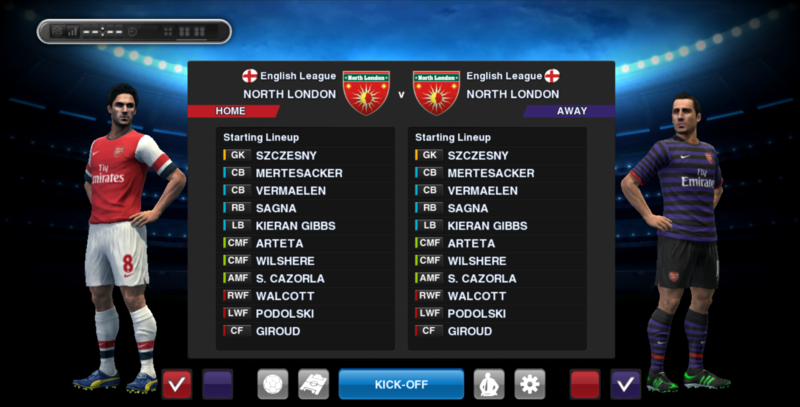 English League
NORTH LONDON
HOME
North London
v
North London
English League
NORTH LONDON
AWAY
Starting Lineup
GK SZCZESNY
CB MERTESACKER
CB VERMAELEN
RB SAGNA
LB KIERAN GIBBS
CMF ARTETA
CMF WILSHERE
AMF S. CAZORLA
RWF WALCOTT
LWF PODOLSKI
CF GIROUD
Starting Lineup
GK SZCZESNY
CB MERTESACKER
CB VERMAELEN
RB SAGNA
LB KIERAN GIBBS
CMF ARTETA
CMF WILSHERE
AMF S. CAZORLA
RWF WALCOTT
LWF PODOLSKI
CF GIROUD
Fly
Emirates
8
Fly
Emirates
--:--
KICK-OFF